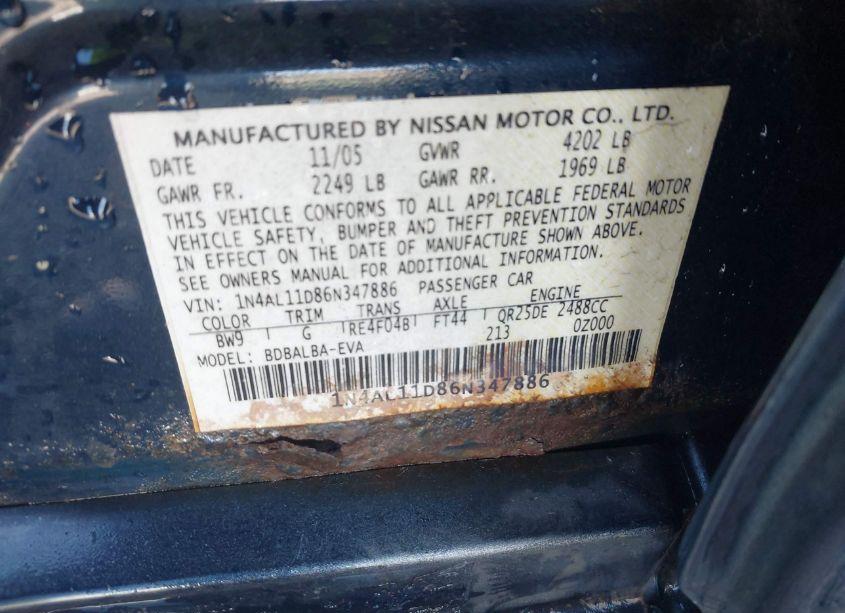 MANUFACTURED BY NISSAN MOTOR CO., LTD.
DATE 11/05 GVWR 4202 LB
GAWR FR. 2249 LB GAWR RR. 1969 LB
THIS VEHICLE CONFORMS TO ALL APPLICABLE FEDERAL MOTOR
VEHICLE SAFETY, BUMPER AND THEFT PREVENTION STANDARDS
IN EFFECT ON THE DATE OF MANUFACTURE SHOWN ABOVE.
SEE OWNERS MANUAL FOR ADDITIONAL INFORMATION.
VIN: 1N4AL11D86N347886 PASSENGER CAR
COLOR TRIM TRANS AXLE ENGINE
BW9 G RE4F04B FT44 QR25DE 2488CC
MODEL: BDBALBA-EVA 213 0Z000
1N4AL11D86N347886